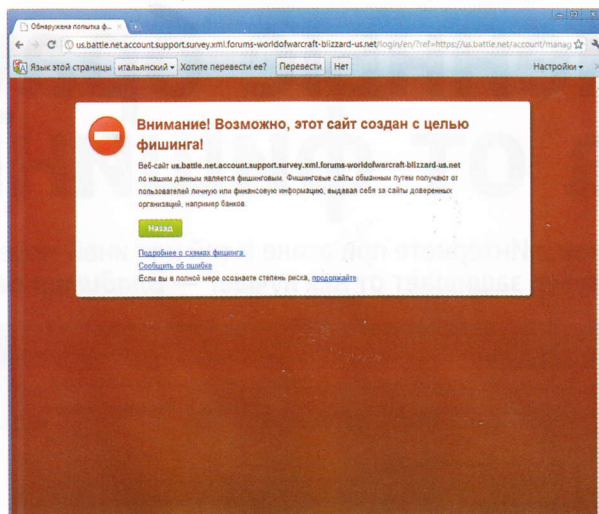 Обнаружена попытка ф...
us.battle.net.account.support.survey.xml.forums-worldofwarcraft-blizzard-us.net/login/en/?ref=https://us.battle.net/account/manag
Язык этой страницы итальянский Хотите перевести ее? Перевести Нет Настройки
Внимание! Возможно, этот сайт создан с целью
фишинга!
Веб-сайт us.battle.net.account.support.survey.xml.forums-worldofwarcraft-blizzard-us.net
по нашим данным является фишинговым. Фишинговые сайты обманным путем получают от
пользователей личную или финансовую информацию, выдавая себя за сайты доверенных
организаций, например банков.
Назад
Подробнее о схемах фишинга.
Сообщить об ошибке
Если вы в полной мере осознаете степень риска, продолжайте.